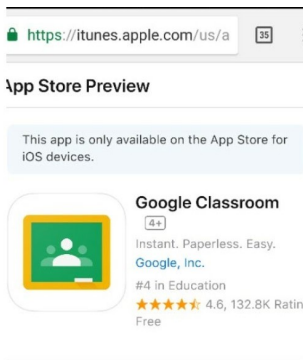 https://itunes.apple.com/us/a
35
App Store Preview
This app is only available on the App Store for
iOS devices.
Google Classroom
4+
Instant. Paperless. Easy.
Google, Inc.
#4 in Education
4.6, 132.8K Ratin
Free